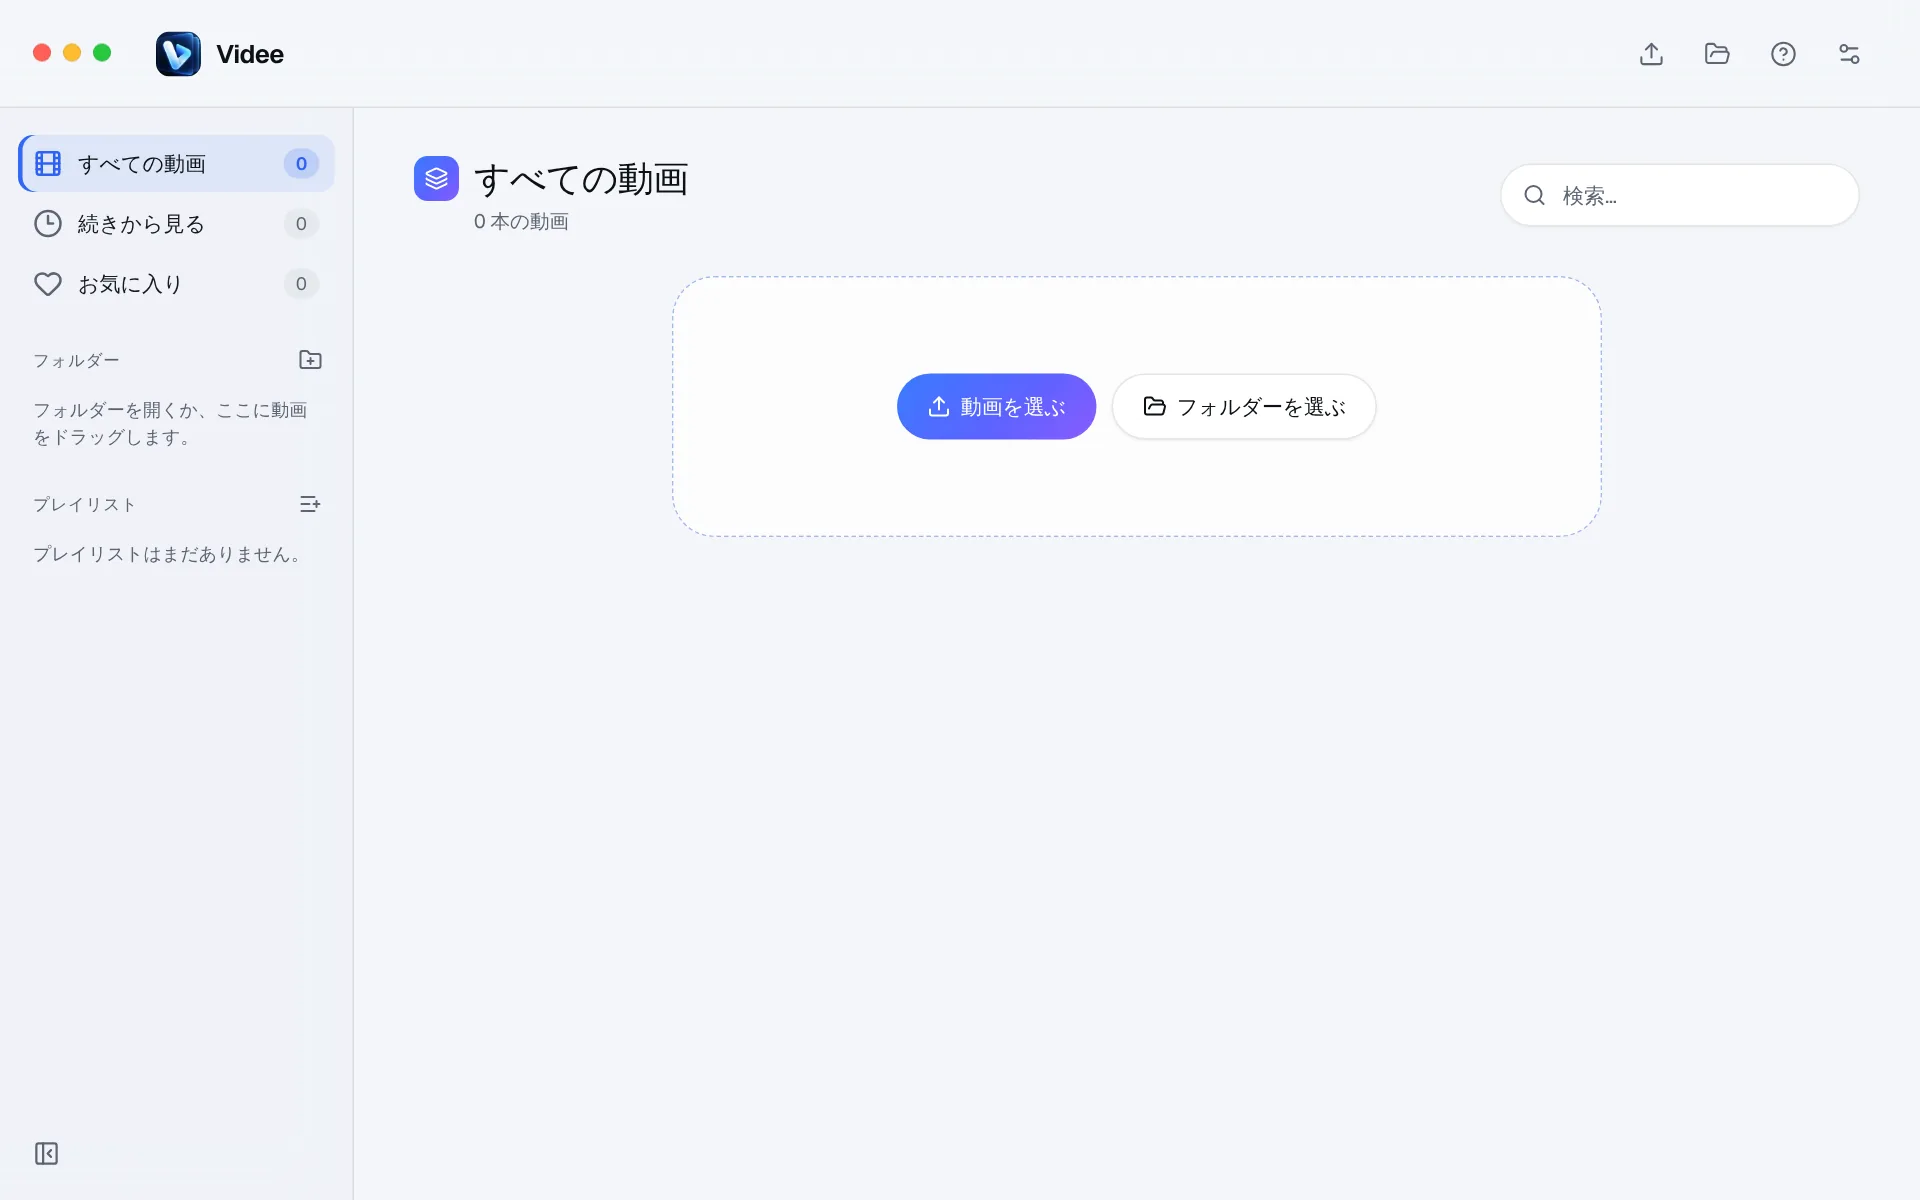 Videe
すべての動画
0
続きから見る
0
お気に入り
0
フォルダー
フォルダーを開くか、ここに動画
をドラッグします。
プレイリスト
プレイリストはまだありません。
すべての動画
0 本の動画
検索...
動画を選ぶ
フォルダーを選ぶ